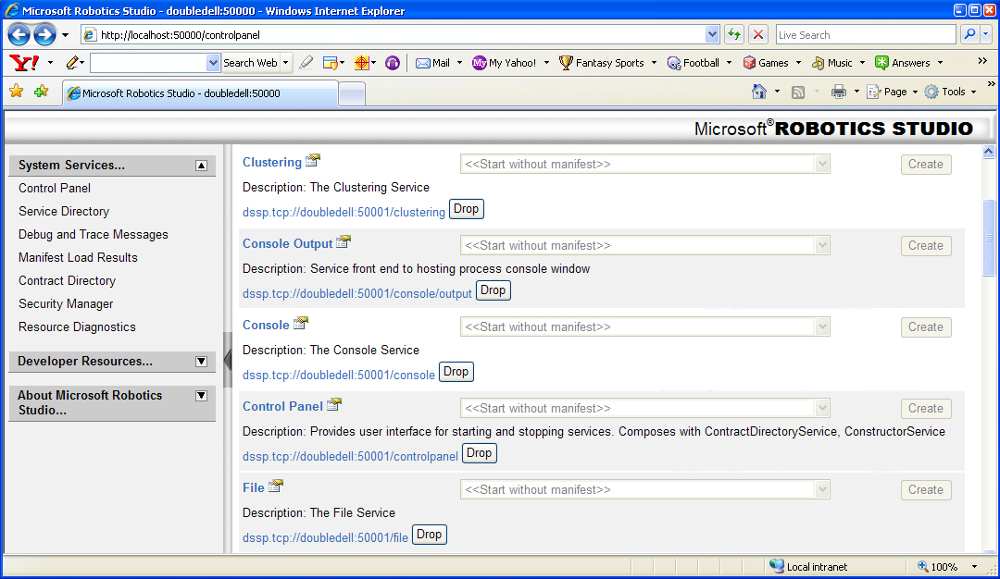 Microsoft Robotics Studio - doubledell:50000 - Windows Internet Explorer
http://localhost:50000/controlpanel
Live Search
Y!
Search Web
Mail
My
My Yahoo!
Fantasy Sports
Football
Games
Music
Answers
Microsoft Robotics Studio - doubledell:50000
Page
Tools
Microsoft® ROBOTICS STUDIO
System Services...
Control Panel
Service Directory
Debug and Trace Messages
Manifest Load Results
Contract Directory
Security Manager
Resource Diagnostics
Developer Resources...
About Microsoft Robotics
Studio...
Clustering
<<Start without manifest>>
Create
Description: The Clustering Service
dssp.tcp://doubledell:50001/clustering
Drop
Console Output
<<Start without manifest>>
Create
Description: Service front end to hosting process console window
dssp.tcp://doubledell:50001/console/output
Drop
Console
<<Start without manifest>>
Create
Description: The Console Service
dssp.tcp://doubledell:50001/console
Drop
Control Panel
<<Start without manifest>>
Create
Description: Provides user interface for starting and stopping services. Composes with ContractDirectoryService, ConstructorService
dssp.tcp://doubledell:50001/controlpanel
Drop
File
<<Start without manifest>>
Create
Description: The File Service
dssp.tcp://doubledell:50001/file
Drop
Local intranet
100%